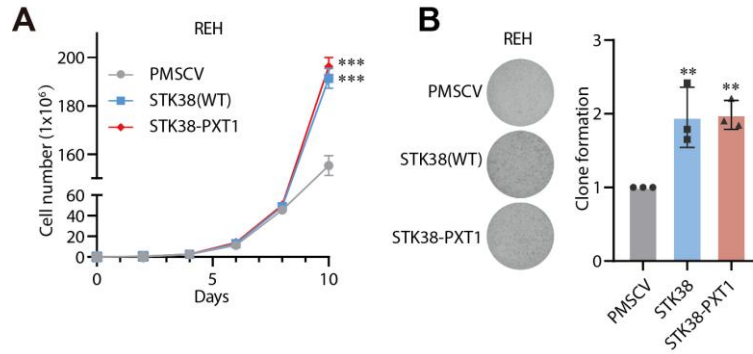 A
REH
Cell number (1x10⁶)
200
190
160
60
40
20
0
PMSCV
STK38(WT)
STK38-PXT1
***
***
0
5
10
Days
B
REH
PMSCV
STK38(WT)
STK38-PXT1
Clone formation
3
2
1
0
**
**
PMSCV
STK38
STK38-PXT1